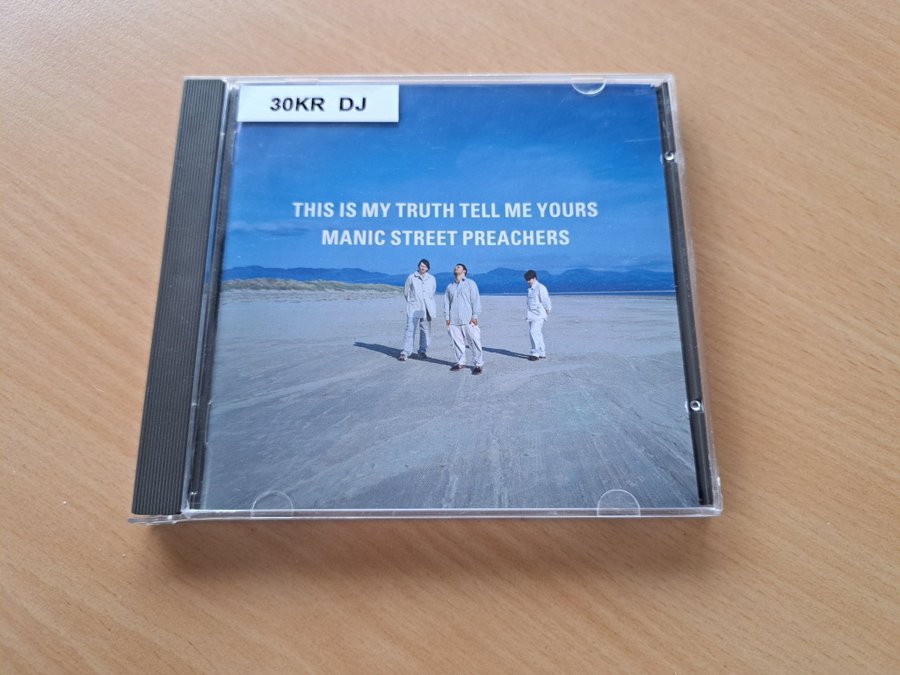 30KR DJ
THIS IS MY TRUTH TELL ME YOURS
MANIC STREET PREACHERS